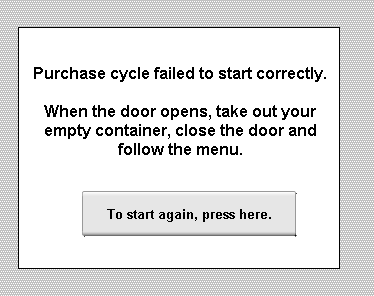 Purchase cycle failed to start correctly.
When the door opens, take out your
empty container, close the door and
follow the menu.
To start again, press here.